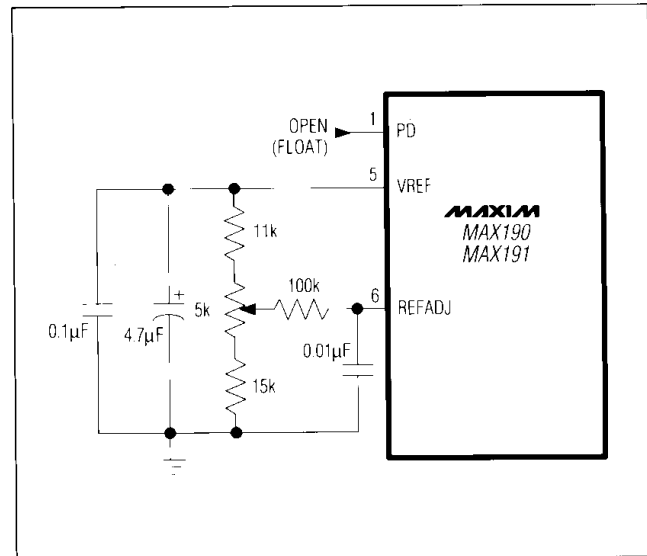 OPEN
(FLOAT)
1
PD
5
VREF
MAXIM
MAX190
MAX191
11k
100k
5k
6
REFADJ
0.1µF
4.7µF
+
0.01µF
15k